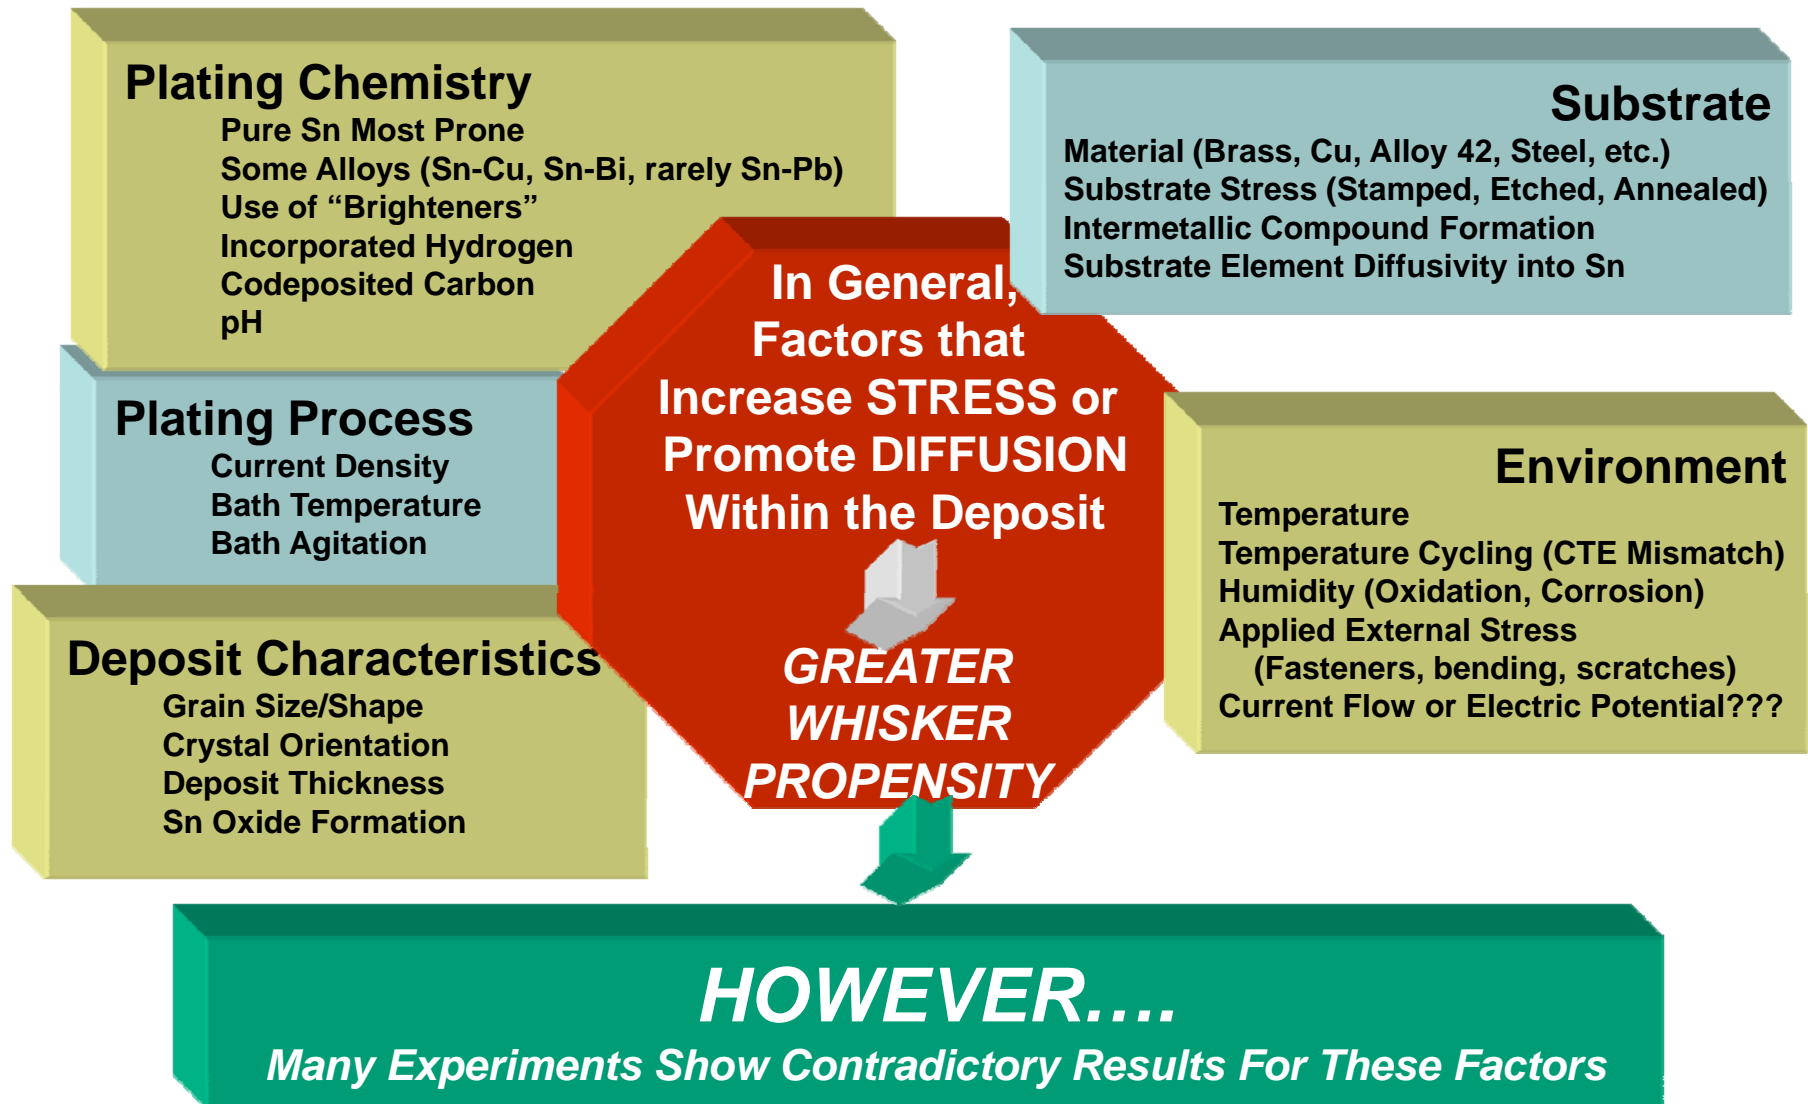 Plating Chemistry
Pure Sn Most Prone
Some Alloys (Sn-Cu, Sn-Bi, rarely Sn-Pb)
Use of “Brighteners”
Incorporated Hydrogen
Codeposited Carbon
pH
Plating Process
Current Density
Bath Temperature
Bath Agitation
Deposit Characteristics
Grain Size/Shape
Crystal Orientation
Deposit Thickness
Sn Oxide Formation
In General,
Factors that
Increase STRESS or
Promote DIFFUSION
Within the Deposit
GREATER
WHISKER
PROPENSITY
Substrate
Material (Brass, Cu, Alloy 42, Steel, etc.)
Substrate Stress (Stamped, Etched, Annealed)
Intermetallic Compound Formation
Substrate Element Diffusivity into Sn
Environment
Temperature
Temperature Cycling (CTE Mismatch)
Humidity (Oxidation, Corrosion)
Applied External Stress
(Fasteners, bending, scratches)
Current Flow or Electric Potential???
HOWEVER….
Many Experiments Show Contradictory Results For These Factors